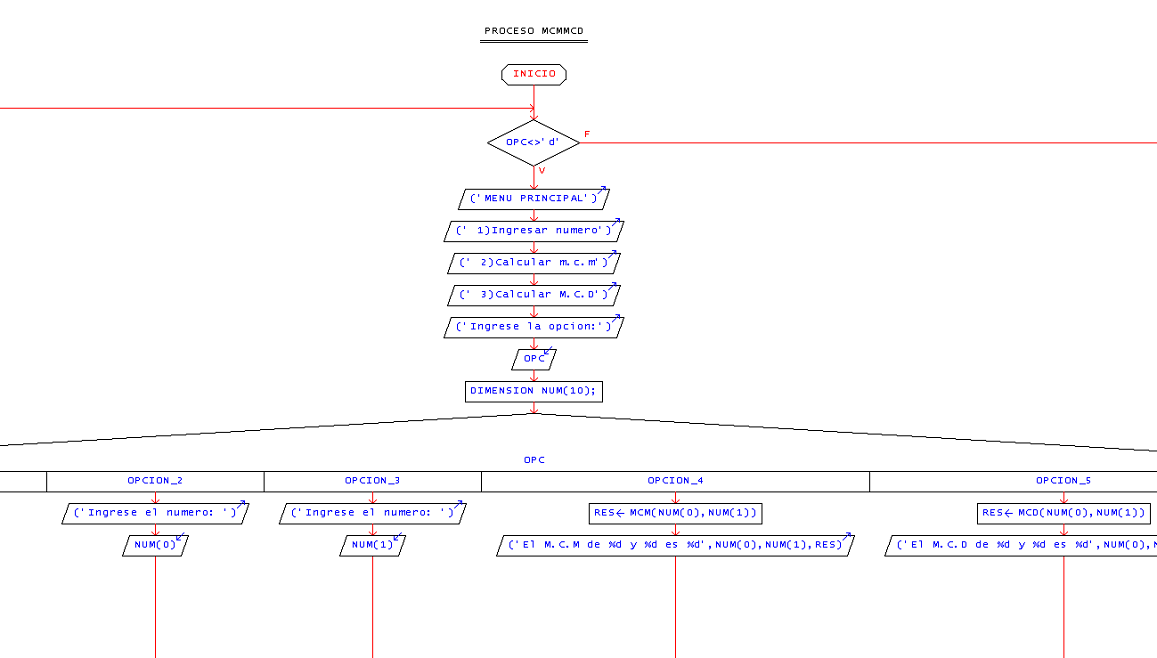 PROCESO MCMMCD
INICIO
OPC<>'d'
F
V
('MENU PRINCIPAL')
(' 1)Ingresar numero')
(' 2)Calcular m.c.m')
(' 3)Calcular M.C.D')
('Ingrese la opcion:')
OPC
DIMENSION NUM(10);
OPC
OPCION_2
OPCION_3
OPCION_4
OPCION_5
('Ingrese el numero: ')
('Ingrese el numero: ')
RES← MCM(NUM(0),NUM(1))
RES← MCD(NUM(0),NUM(1))
NUM(0)
NUM(1)
('El M.C.M de %d y %d es %d',NUM(0),NUM(1),RES)
('El M.C.D de %d y %d es %d',NUM(0),